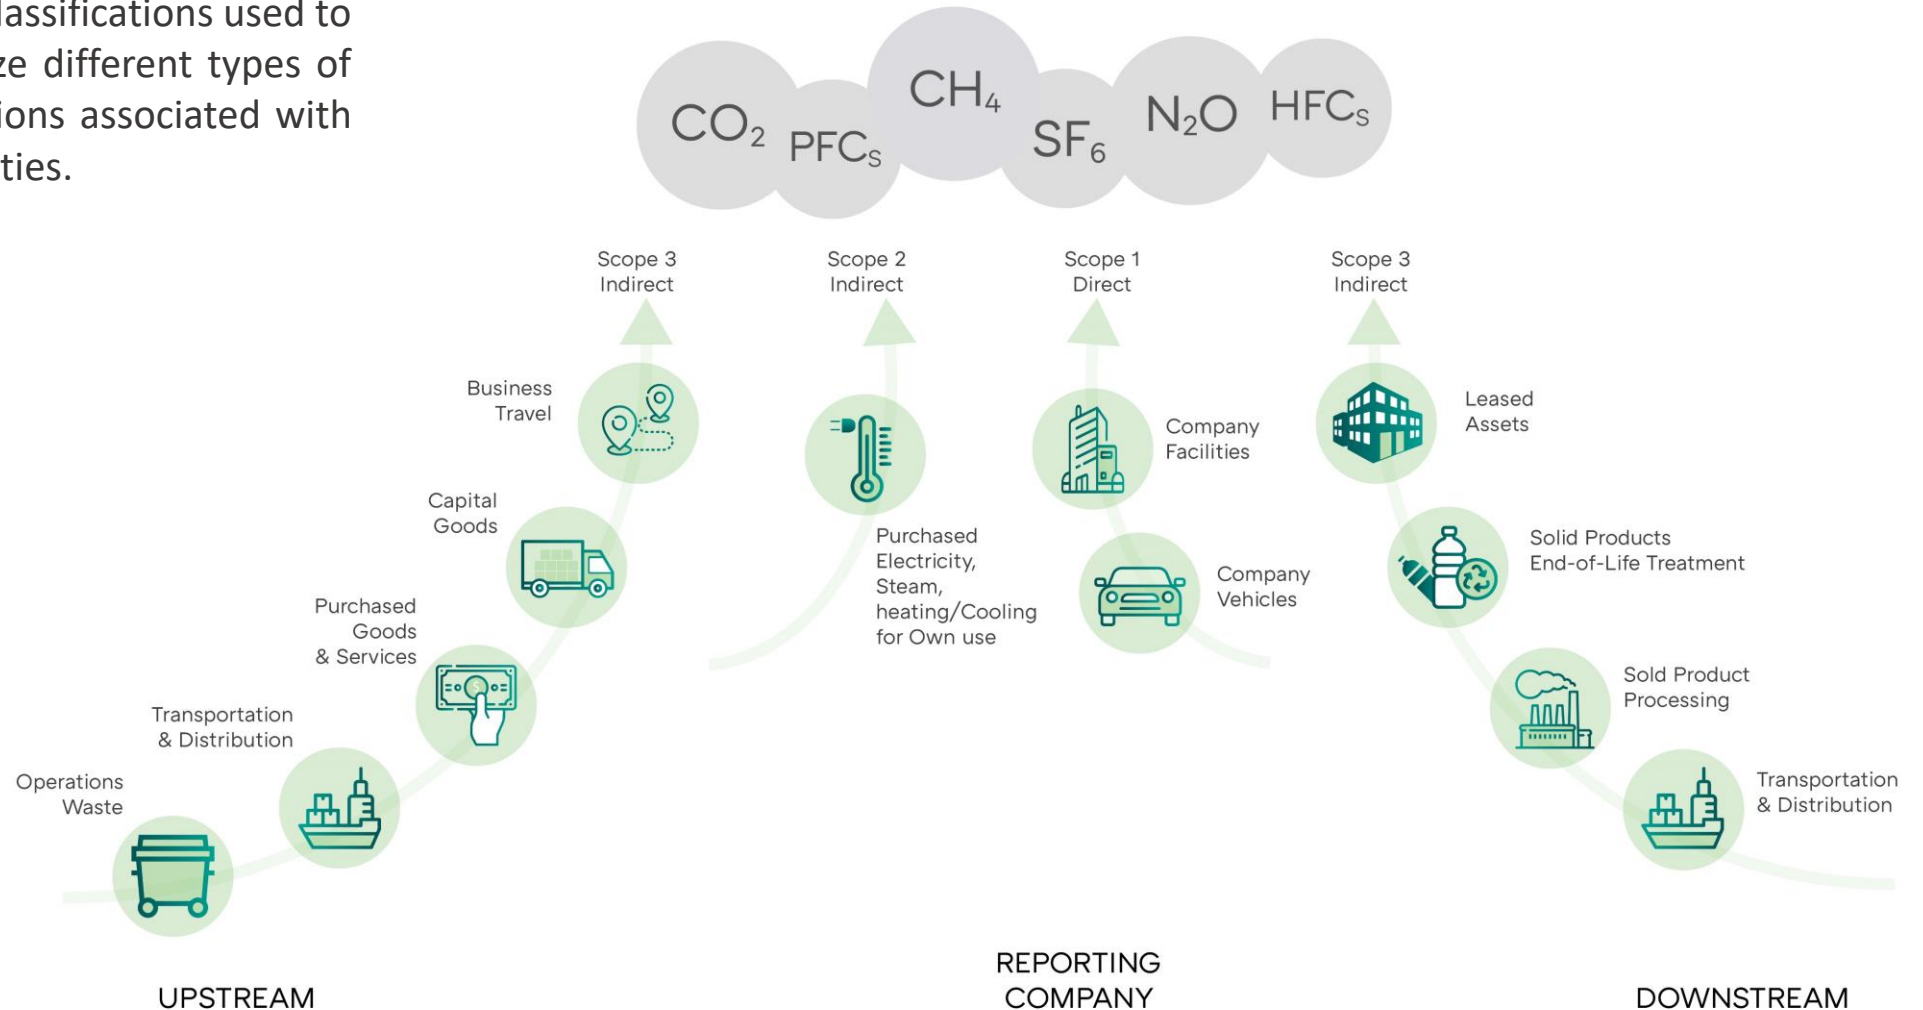 lassifications used to
ze different types of
ions associated with
ties.
CO₂
PFCs
CH₄
SF₆
N₂O
HFCs
Scope 3
Indirect
Scope 2
Indirect
Scope 1
Direct
Scope 3
Indirect
Business
Travel
Capital
Goods
Purchased
Goods
& Services
Transportation
& Distribution
Operations
Waste
Purchased
Electricity,
Steam,
heating/Cooling
for Own use
Company
Facilities
Company
Vehicles
Leased
Assets
Solid Products
End-of-Life Treatment
Sold Product
Processing
Transportation
& Distribution
UPSTREAM
REPORTING
COMPANY
DOWNSTREAM